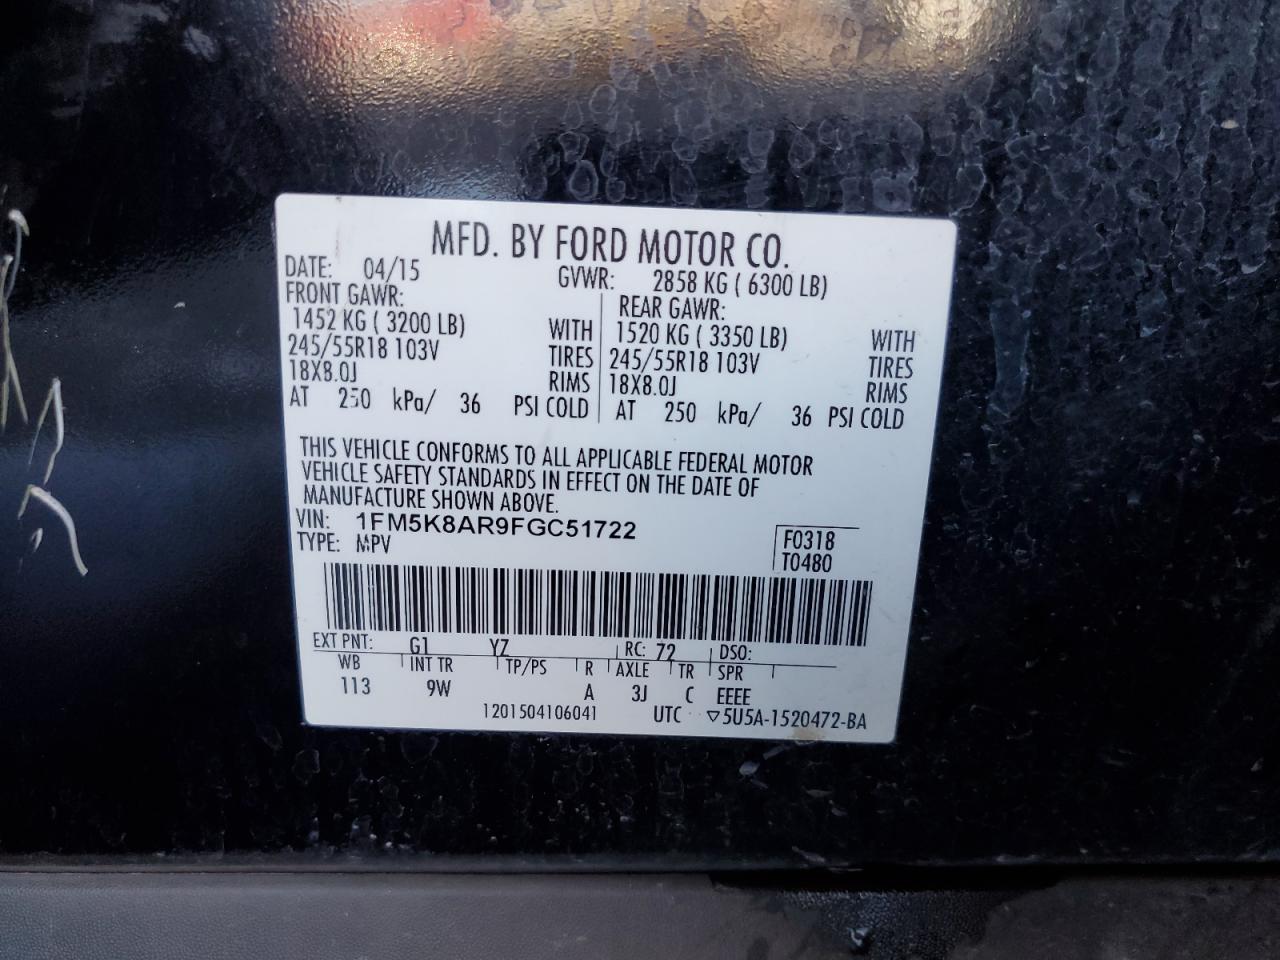 MFD. BY FORD MOTOR CO.
DATE: 04/15 GVWR: 2858 KG ( 6300 LB)
FRONT GAWR: REAR GAWR:
1452 KG ( 3200 LB) WITH 1520 KG ( 3350 LB) WITH
245/55R18 103V TIRES 245/55R18 103V TIRES
18X8.0J RIMS 18X8.0J RIMS
AT 250 kPa/ 36 PSI COLD AT 250 kPa/ 36 PSI COLD
THIS VEHICLE CONFORMS TO ALL APPLICABLE FEDERAL MOTOR
VEHICLE SAFETY STANDARDS IN EFFECT ON THE DATE OF
MANUFACTURE SHOWN ABOVE.
VIN: 1FM5K8AR9FGC51722
TYPE: MPV
F0318
T0480
EXT PNT: G1 YZ RC: 72 DSO:
WB INT TR TP/PS R AXLE TR SPR
113 9W A 3J C EEEE
1201504106041 UTC ▽5U5A-1520472-BA